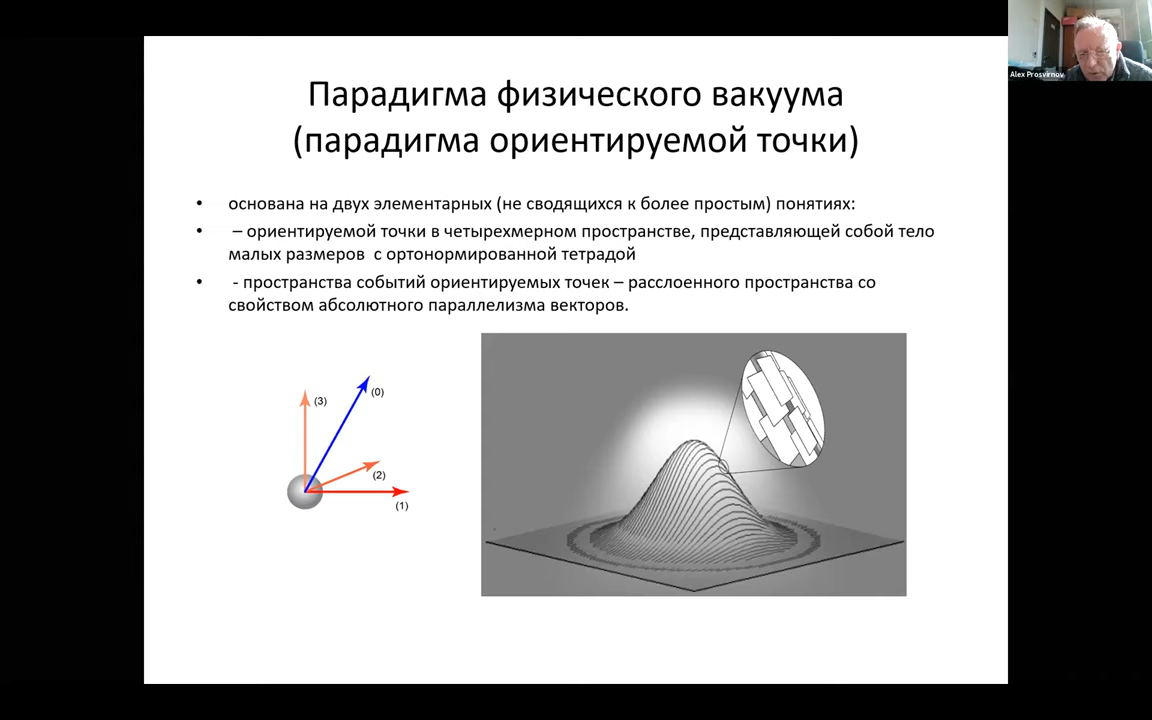 Alex Prosvirnov
Парадигма физического вакуума
(парадигма ориентируемой точки)
• основана на двух элементарных (не сводящихся к более простым) понятиях:
• – ориентируемой точки в четырехмерном пространстве, представляющей собой тело
малых размеров с ортонормированной тетрадой
• - пространства событий ориентируемых точек – расслоенного пространства со
свойством абсолютного параллелизма векторов.
(0)
(3)
(2)
(1)